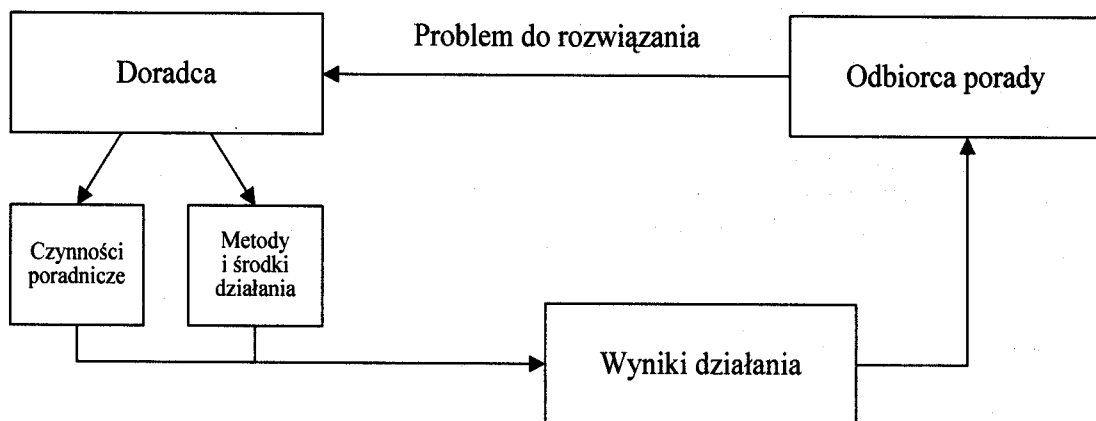 Problem do rozwiązania
Doradca
Odbiorca porady
Czynności
poradnicze
Metody
i środki
działania
Wyniki działania